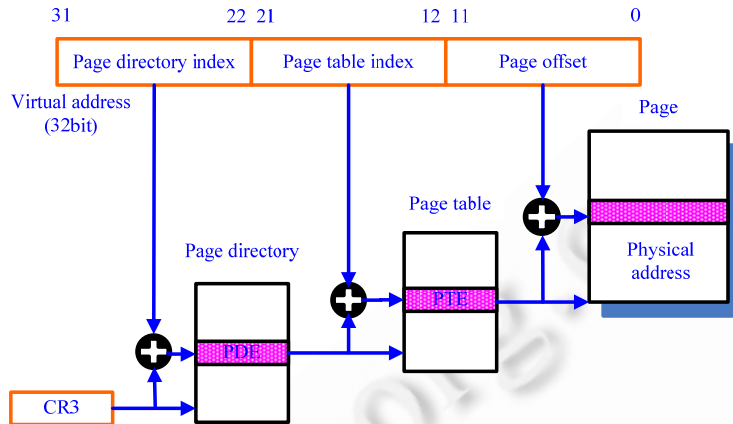 31 22 21 12 11 0
Page directory index Page table index Page offset
Virtual address
(32bit)
Page
Page table
Page directory
Physical
address
PTE
PDE
CR3